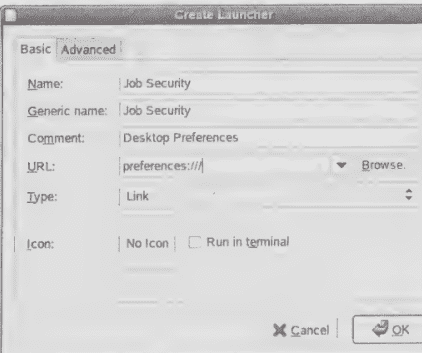 Create Launcher
Basic Advanced
Name: Job Security
Generic name: Job Security
Comment: Desktop Preferences
URL: preferences:/// Browse.
Type: Link
Icon: No Icon Run in terminal
Cancel OK